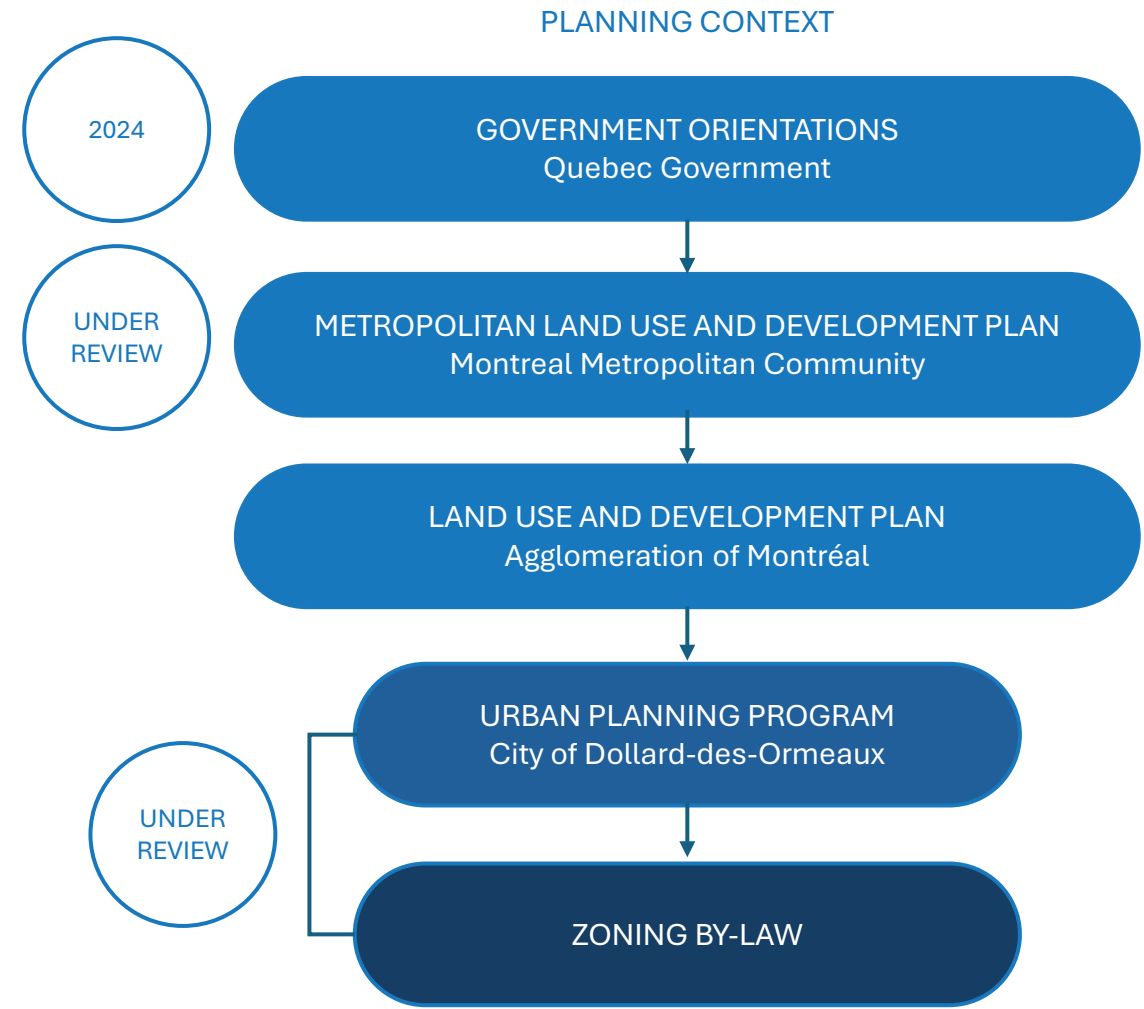 PLANNING CONTEXT
2024
GOVERNMENT ORIENTATIONS
Quebec Government
UNDER
REVIEW
METROPOLITAN LAND USE AND DEVELOPMENT PLAN
Montreal Metropolitan Community
LAND USE AND DEVELOPMENT PLAN
Agglomeration of Montréal
URBAN PLANNING PROGRAM
City of Dollard-des-Ormeaux
UNDER
REVIEW
ZONING BY-LAW